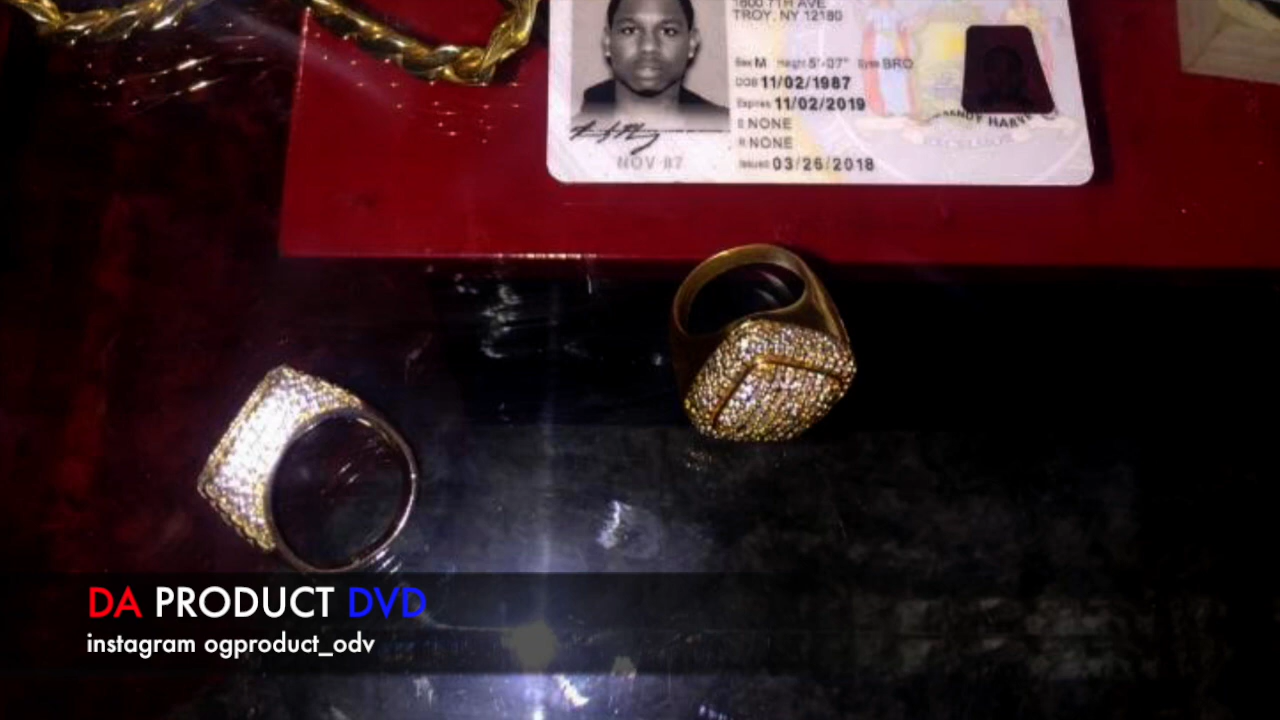 1800 7TH AVE
TROY, NY 12180
Sex M Height 5'-07" Eyes BRO
DOB 11/02/1987
Expires 11/02/2019
E NONE
R NONE
Issued 03/26/2018
NOV 87
DA PRODUCT DVD
instagram ogproduct_odv